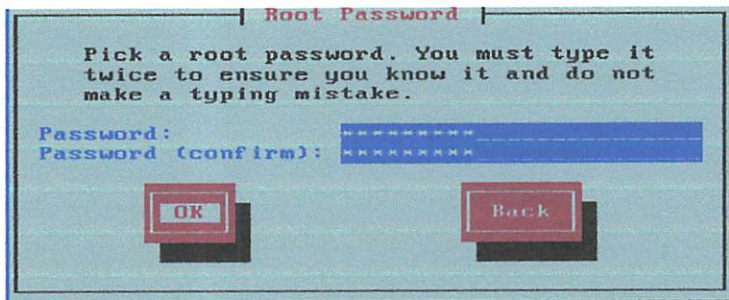 Root Password
Pick a root password. You must type it
twice to ensure you know it and do not
make a typing mistake.
Password: *********
Password (confirm): *********
OK Back